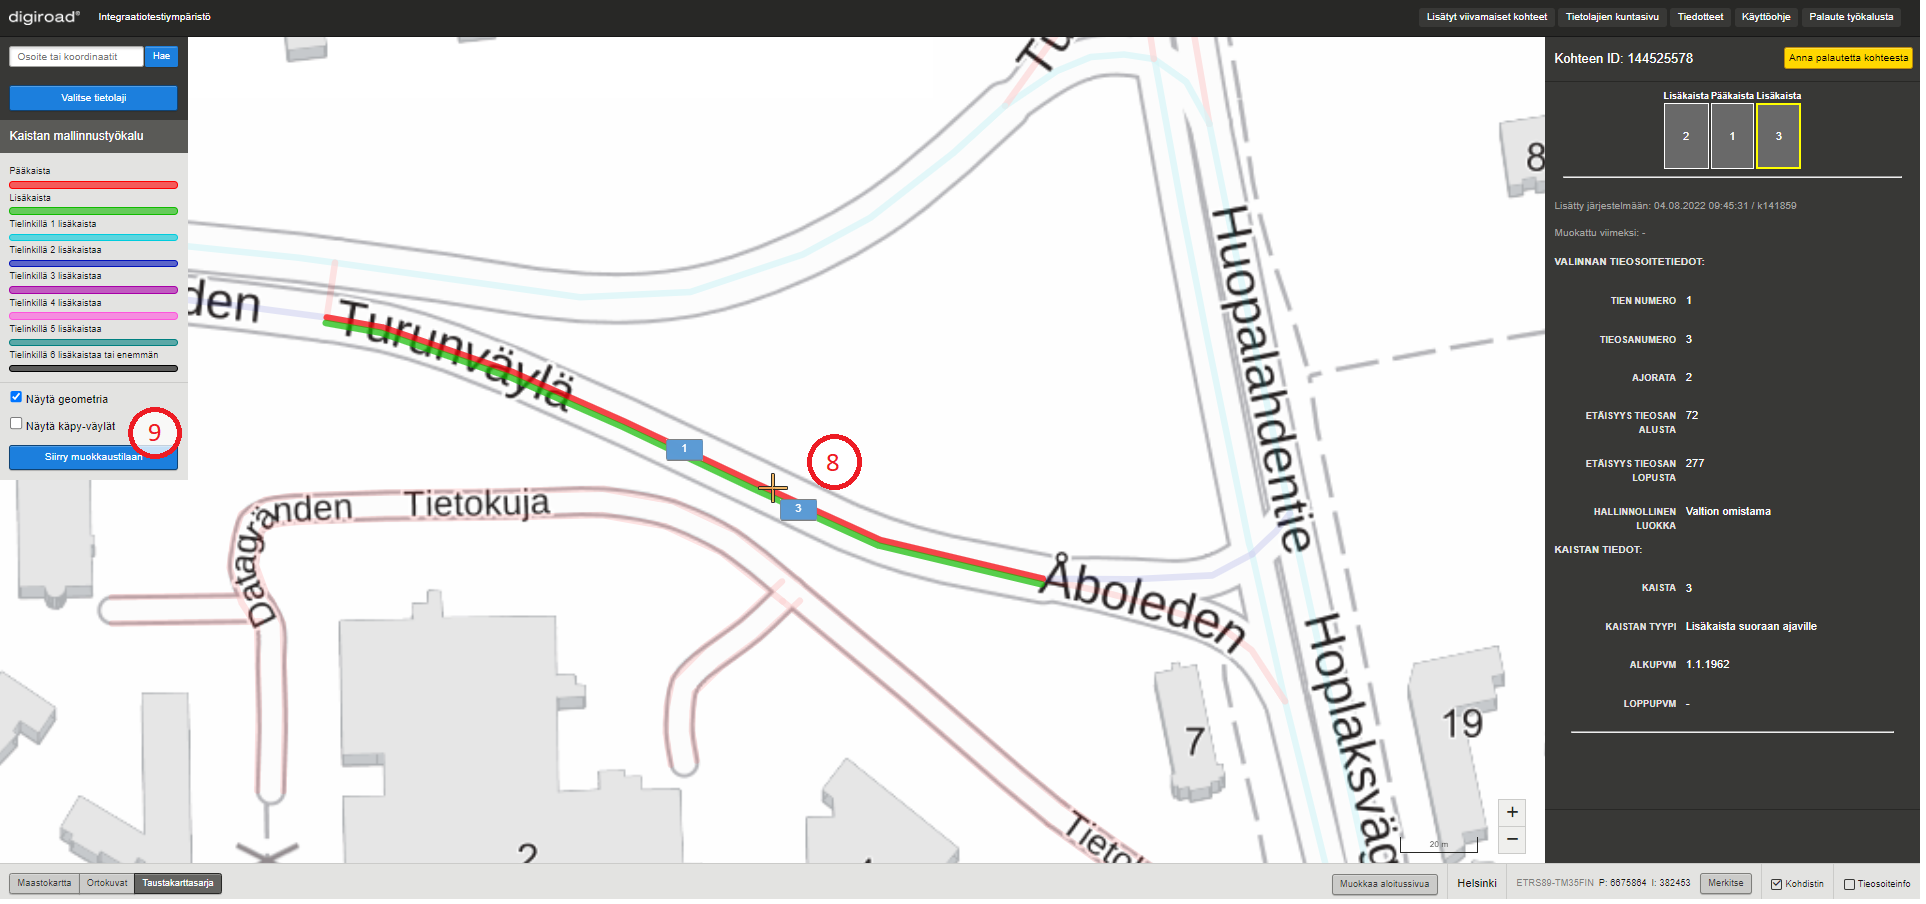 digiroad®
Integraatiotestiympäristö
Lisätyt viivamaiset kohteet
Tietolajien kuntasivu
Tiedotteet
Käyttöohje
Palaute työkalusta
Osoite tai koordinaatit
Hae
Valitse tietolaji
Kaistan mallinnustyökalu
Pääkaista
Lisäkaista
Tielinkillä 1 lisäkaista
Tielinkillä 2 lisäkaistaa
Tielinkillä 3 lisäkaistaa
Tielinkillä 4 lisäkaistaa
Tielinkillä 5 lisäkaistaa
Tielinkillä 6 lisäkaistaa tai enemmän
Näytä geometria
Näytä käpy-väylät
9
Siirry muokkaustilaan
den
Turunväylä
Tu
1
3
8
Huopalahdentie
8
Åboleden
Hoplaksväg
Datagränden
Tietokuja
7
19
2
Tietok
20 m
+
−
Kohteen ID: 144525578
Anna palautetta kohteesta
Lisäkaista Pääkaista Lisäkaista
2 1 3
Lisätty järjestelmään: 04.08.2022 09:45:31 / k141859
Muokattu viimeksi: -
VALINNAN TIEOSOITETIEDOT:
TIEN NUMERO 1
TIEOSANUMERO 3
AJORATA 2
ETÄISYYS TIEOSAN 72
ALUSTA
ETÄISYYS TIEOSAN 277
LOPUSTA
HALLINNOLLINEN Valtion omistama
LUOKKA
KAISTAN TIEDOT:
KAISTA 3
KAISTAN TYYPI Lisäkaista suoraan ajaville
ALKUPVM 1.1.1962
LOPPUPVM -
Maastokartta
Ortokuvat
Taustakarttasarja
Muokkaa aloitussivua
Helsinki
ETRS89-TM35FIN P: 6675864 I: 382453
Merkitse
Kohdistin
Tieosoiteinfo